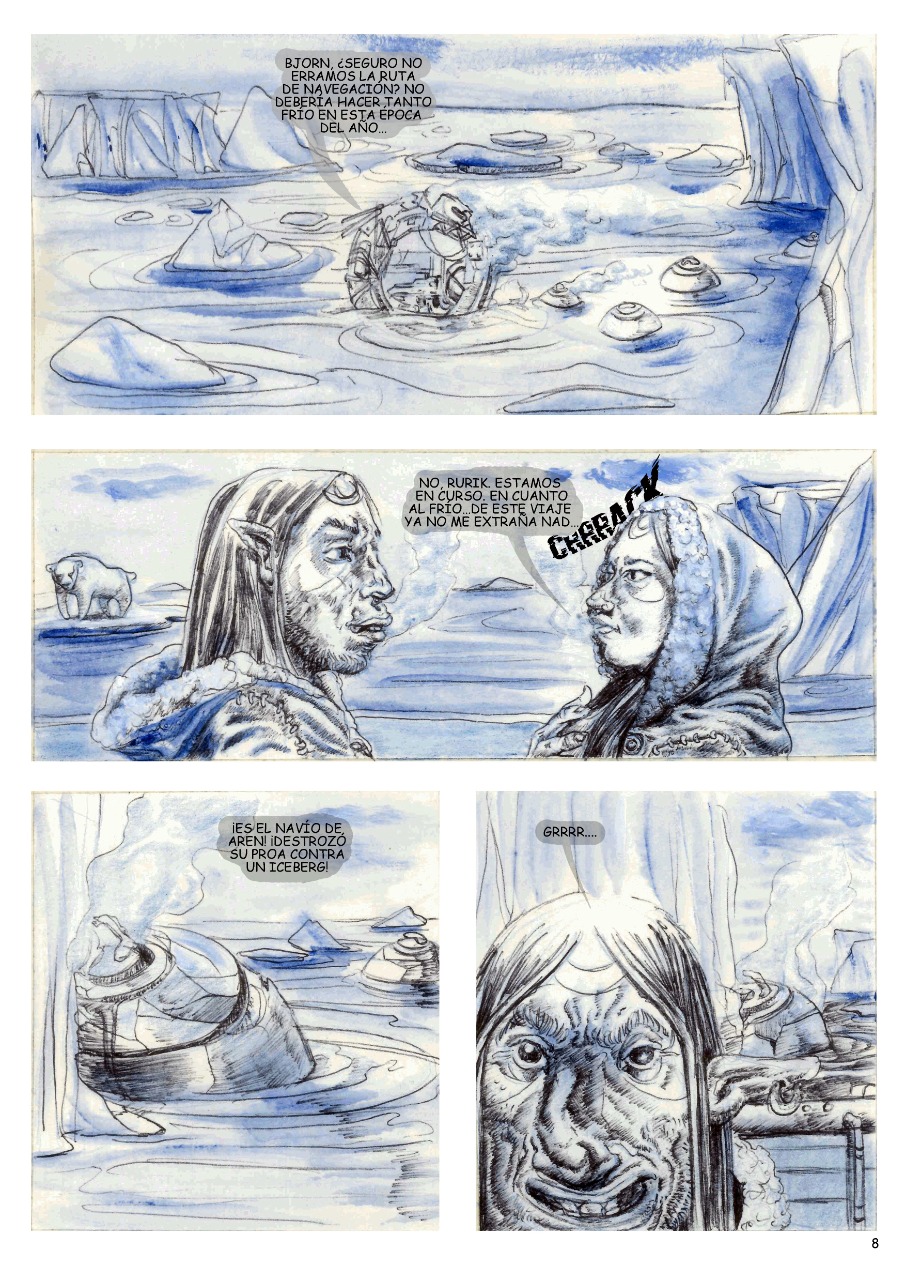 BJORN, ¿SEGURO NO
ERRAMOS LA RUTA
DE NAVEGACIÓN? NO
DEBERÍA HACER TANTO
FRÍO EN ESTA ÉPOCA
DEL AÑO...
NO, RURIK. ESTAMOS
EN CURSO. EN CUANTO
AL FRÍO...DE ESTE VIAJE
YA NO ME EXTRAÑA NAD...
CRRRACK
¡ES EL NAVÍO DE
AREN! ¡DESTROZÓ
SU PROA CONTRA
UN ICEBERG!
GRRRR....
8